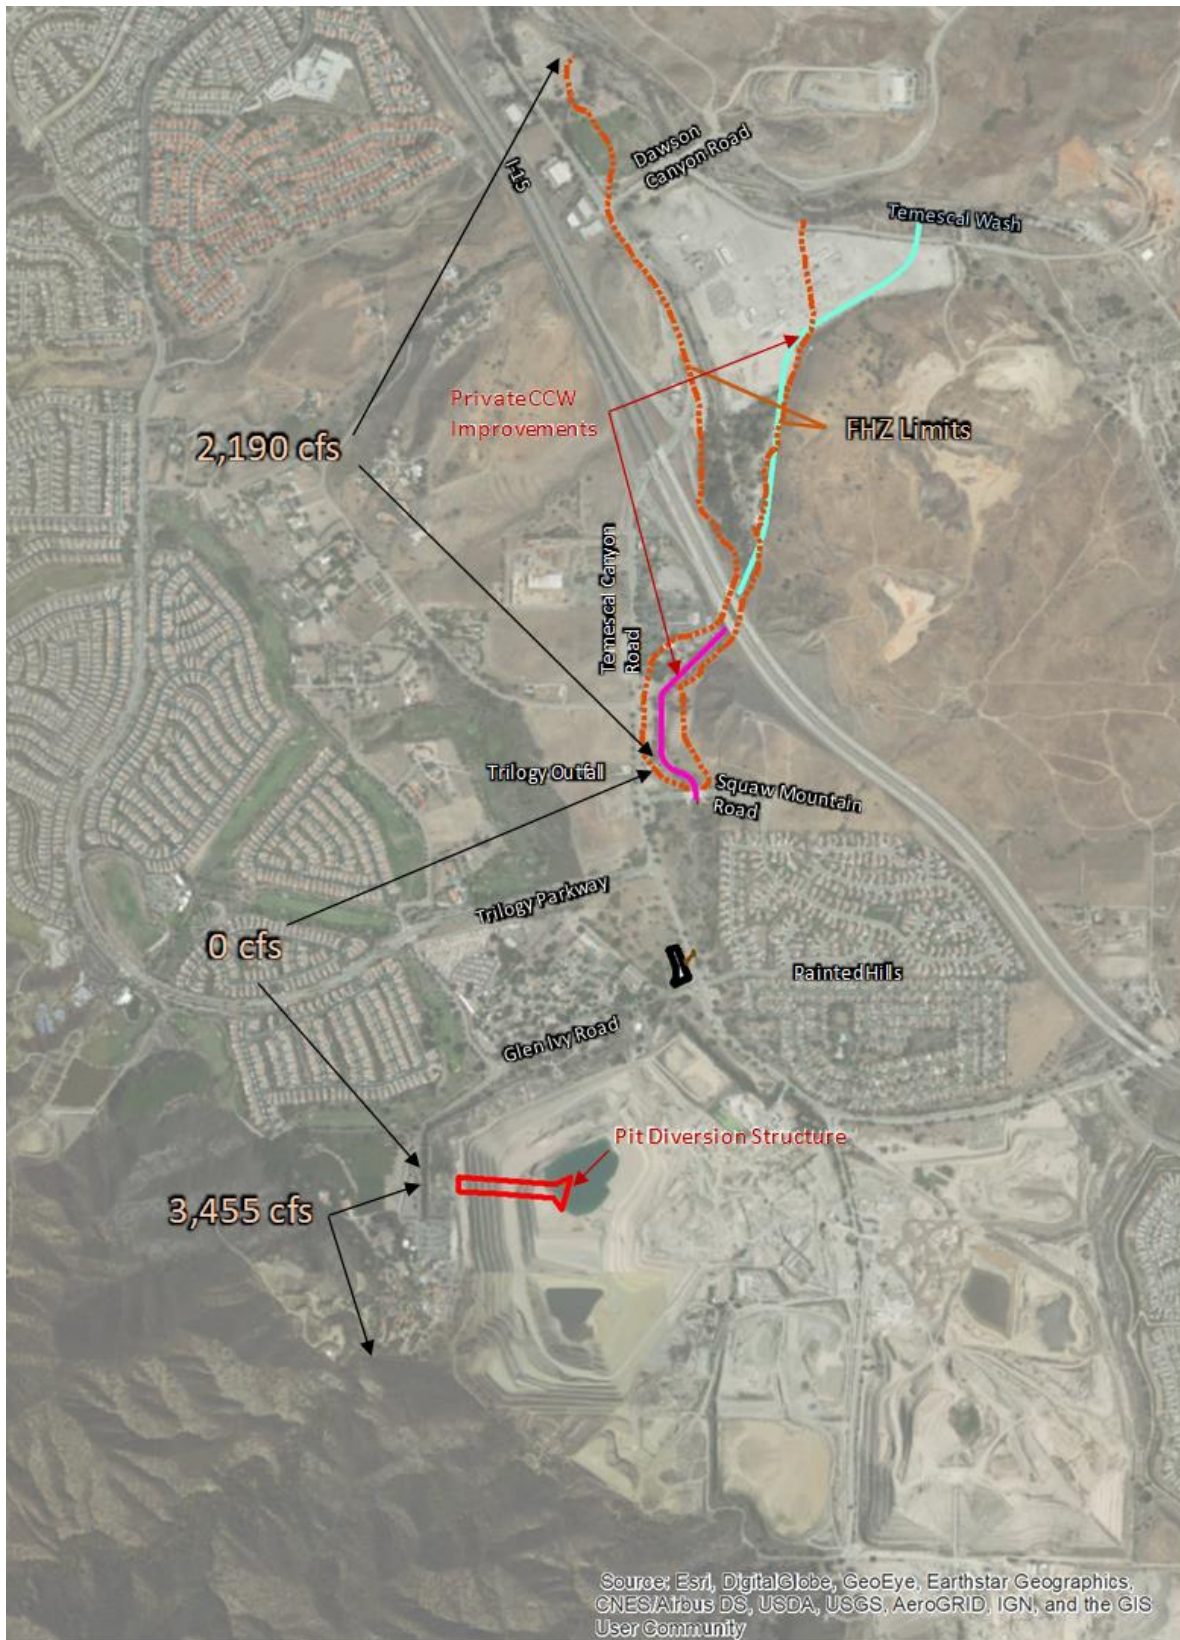 Dawson
Canyon Road
I-15
Temescal Wash
Private CCW
Improvements
FHZ Limits
2,190 cfs
Temescal Canyon
Road
Trilogy Outfall
Squaw Mountain
Road
Trilogy Parkway
0 cfs
Painted Hills
Glen Ivy Road
Pit Diversion Structure
3,455 cfs
Source: Esri, DigitalGlobe, GeoEye, Earthstar Geographics,
CNES/Airbus DS, USDA, USGS, AeroGRID, IGN, and the GIS
User Community